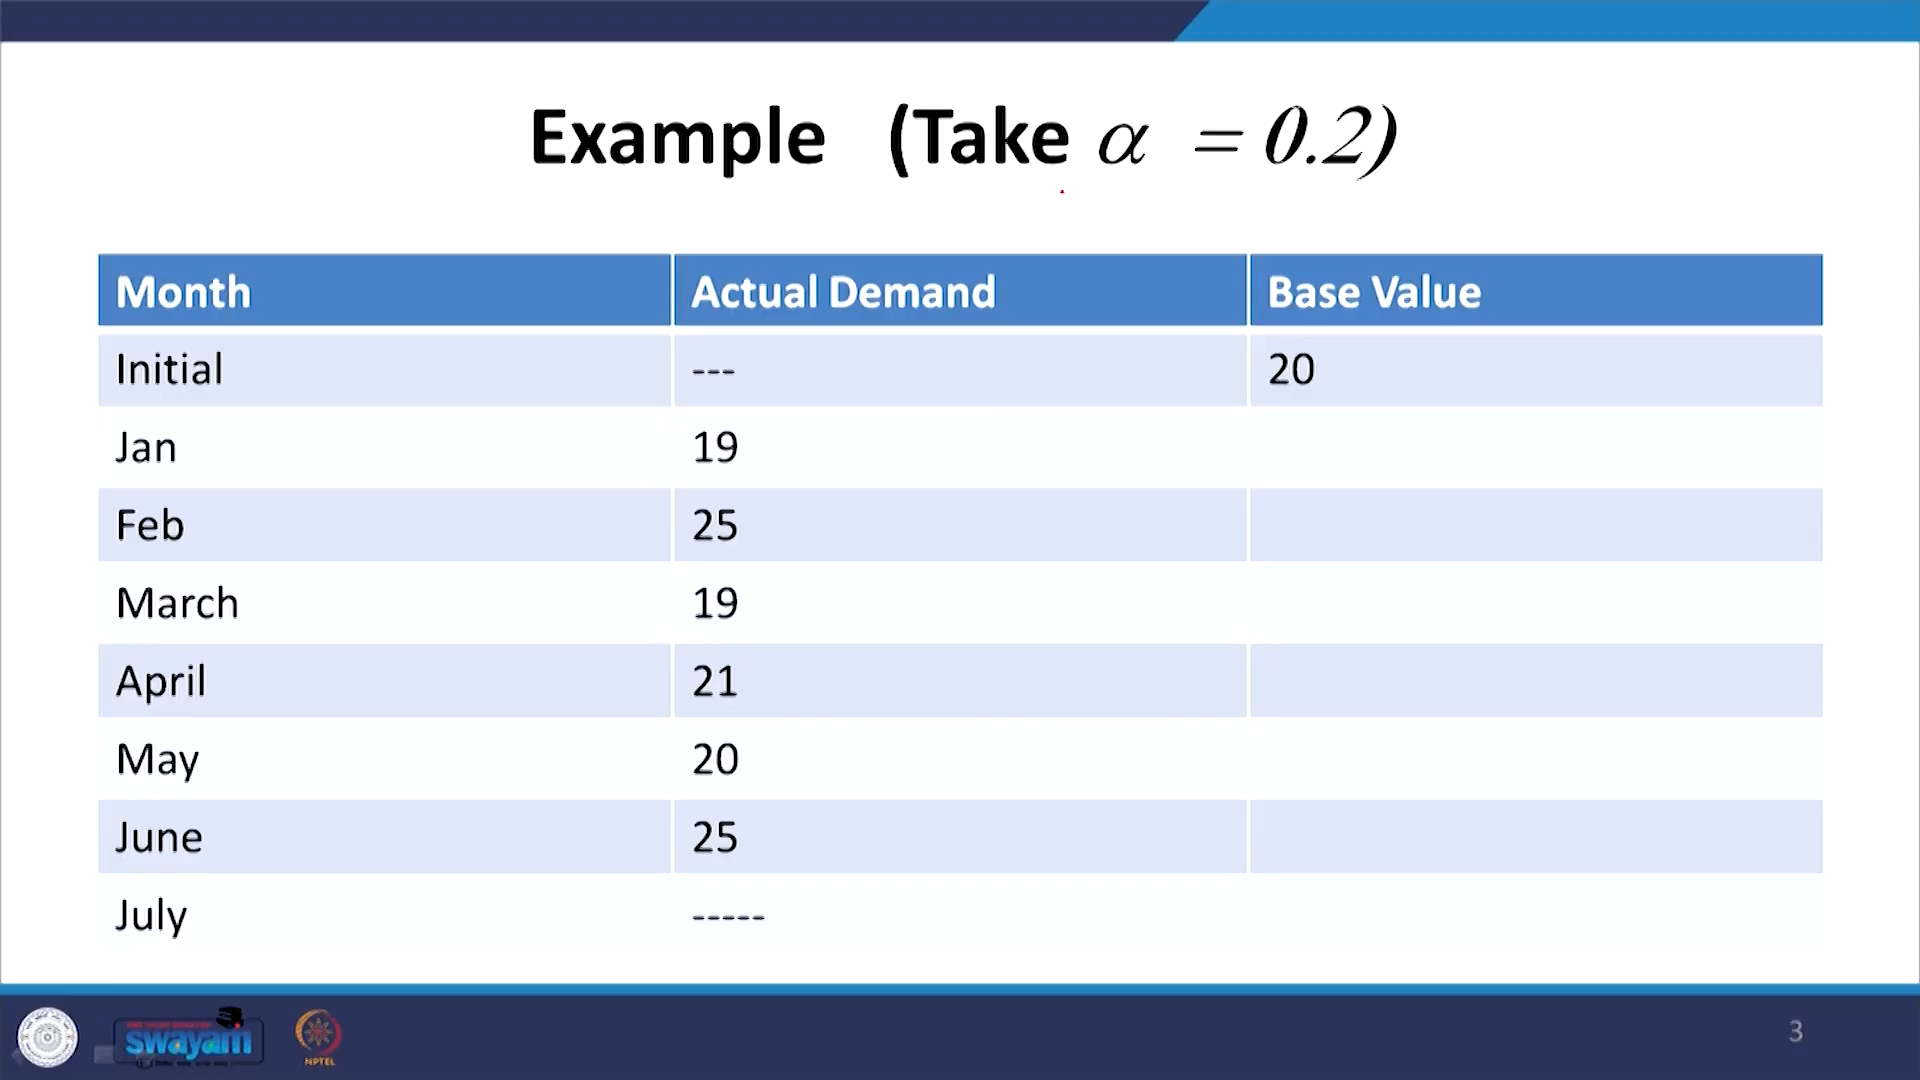 Example (Take α = 0.2)
Month Actual Demand Base Value
Initial --- 20
Jan 19
Feb 25
March 19
April 21
May 20
June 25
July -----
swayam
NPTEL
3